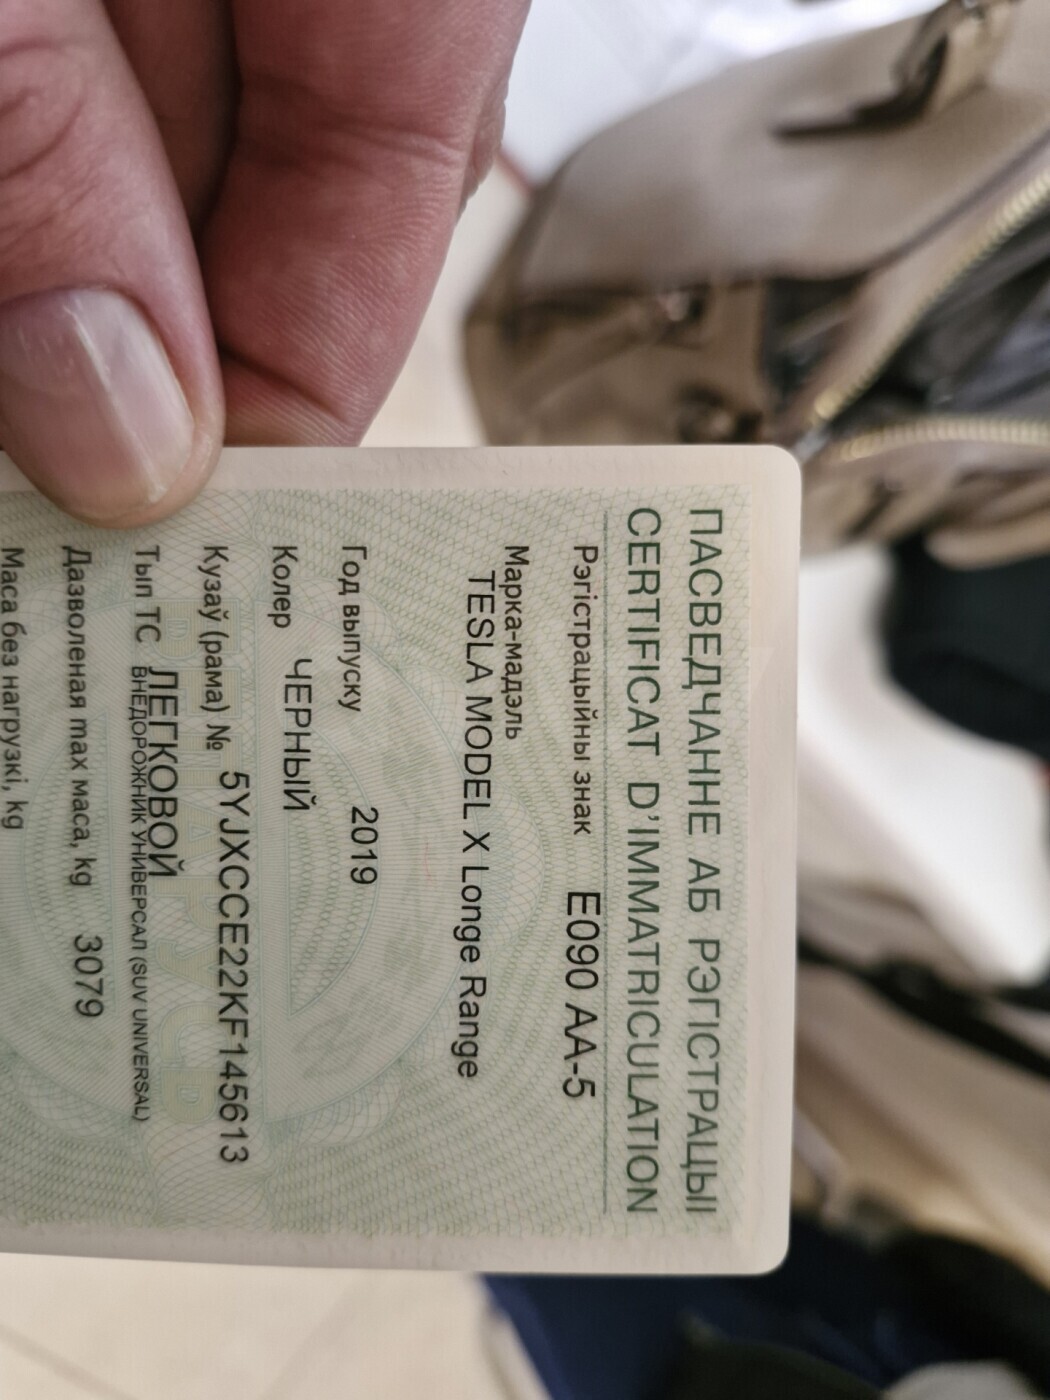 ПАСВЕДЧАННЕ АБ РЭГІСТРАЦЫІ
CERTIFICAT D'IMMATRICULATION
Рэгістрацыйны знак E090 AA-5
Марка-мадэль
TESLA MODEL X Longe Range
Год выпуску 2019
Колер ЧЕРНЫЙ
Кузаў (рама) № 5YJXCCE22KF145613
Тып ТС ЛЕГКОВОЙ
ВНЕДОРОЖНИК УНИВЕРСАЛ (SUV UNIVERSAL)
Дазволеная max маса, kg 3079
Маса без нагрузкі, kg